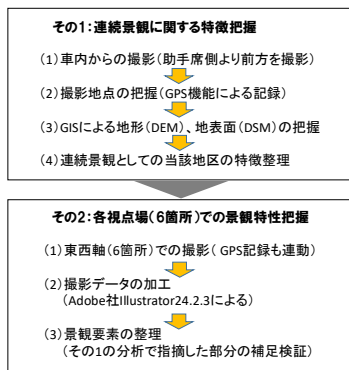 その1:連続景観に関する特徴把握
(1)車内からの撮影(助手席側より前方を撮影)
(2)撮影地点の把握(GPS機能による記録)
(3)GISによる地形(DEM)、地表面(DSM)の把握
(4)連続景観としての当該地区の特徴整理
その2:各視点場(6箇所)での景観特性把握
(1)東西軸(6箇所)での撮影( GPS記録も連動)
(2)撮影データの加工
(Adobe社Illustrator24.2.3による)
(3)景観要素の整理
(その1の分析で指摘した部分の補足検証)